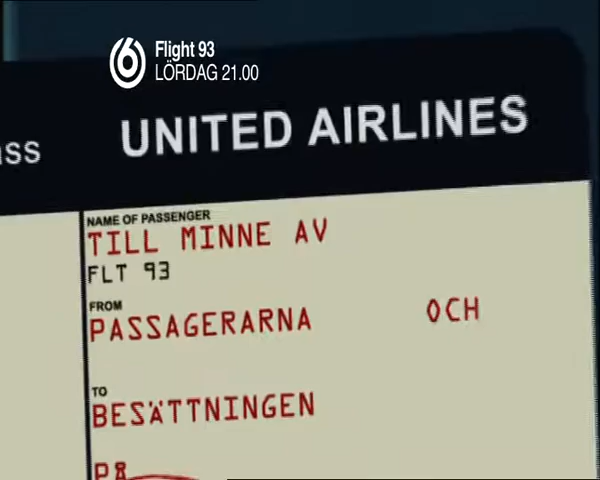 6
Flight 93
LÖRDAG 21.00
UNITED AIRLINES
NAME OF PASSENGER
TILL MINNE AV
FLT 93
FROM
PASSAGERARNA OCH
TO
BESÄTTNINGEN